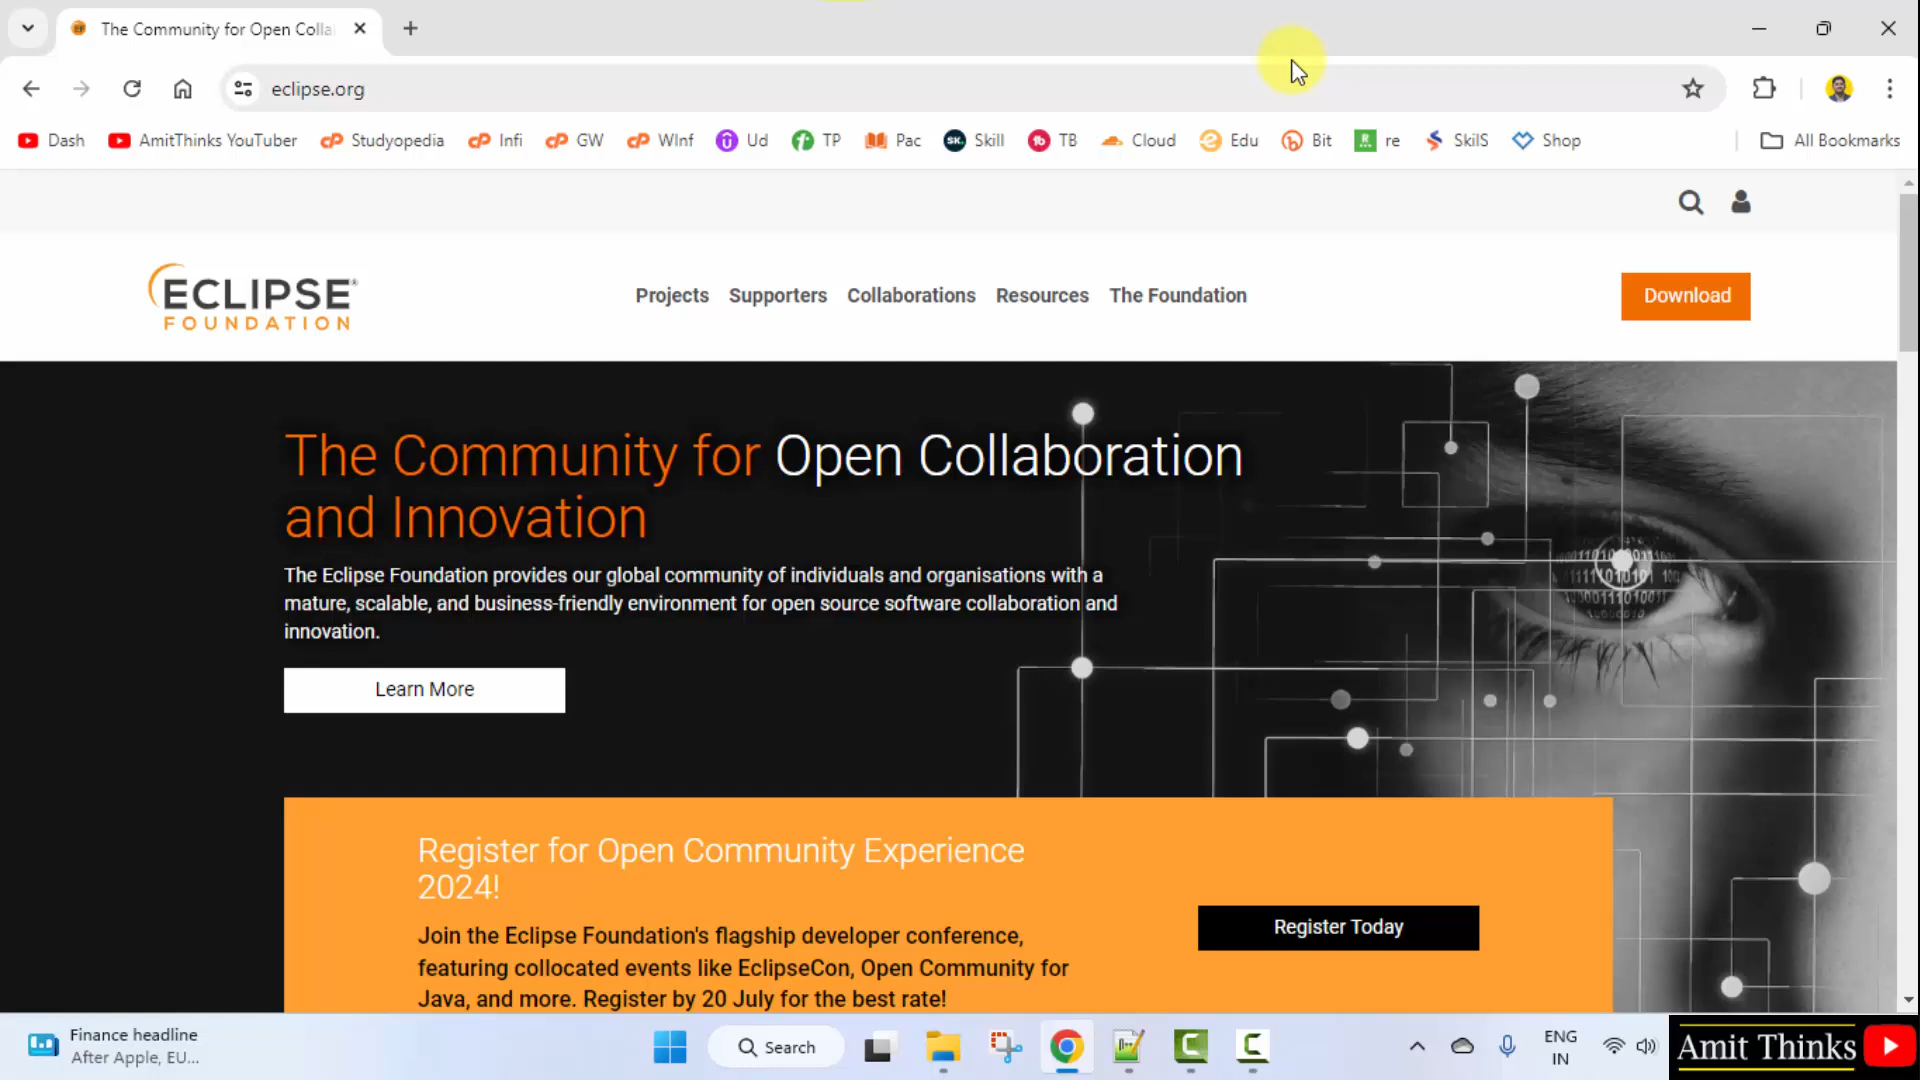 The Community for Open Colla
eclipse.org
Dash
AmitThinks YouTuber
Studyopedia
Infi
GW
WInf
Ud
TP
Pac
Skill
TB
Cloud
Edu
Bit
re
SkilS
Shop
All Bookmarks
ECLIPSE®
FOUNDATION
Projects
Supporters
Collaborations
Resources
The Foundation
Download
The Community for Open Collaboration
and Innovation
The Eclipse Foundation provides our global community of individuals and organisations with a
mature, scalable, and business-friendly environment for open source software collaboration and
innovation.
Learn More
Register for Open Community Experience
2024!
Join the Eclipse Foundation's flagship developer conference,
featuring collocated events like EclipseCon, Open Community for
Java, and more. Register by 20 July for the best rate!
Register Today
Finance headline
After Apple, EU...
Search
ENG
IN
Amit Thinks